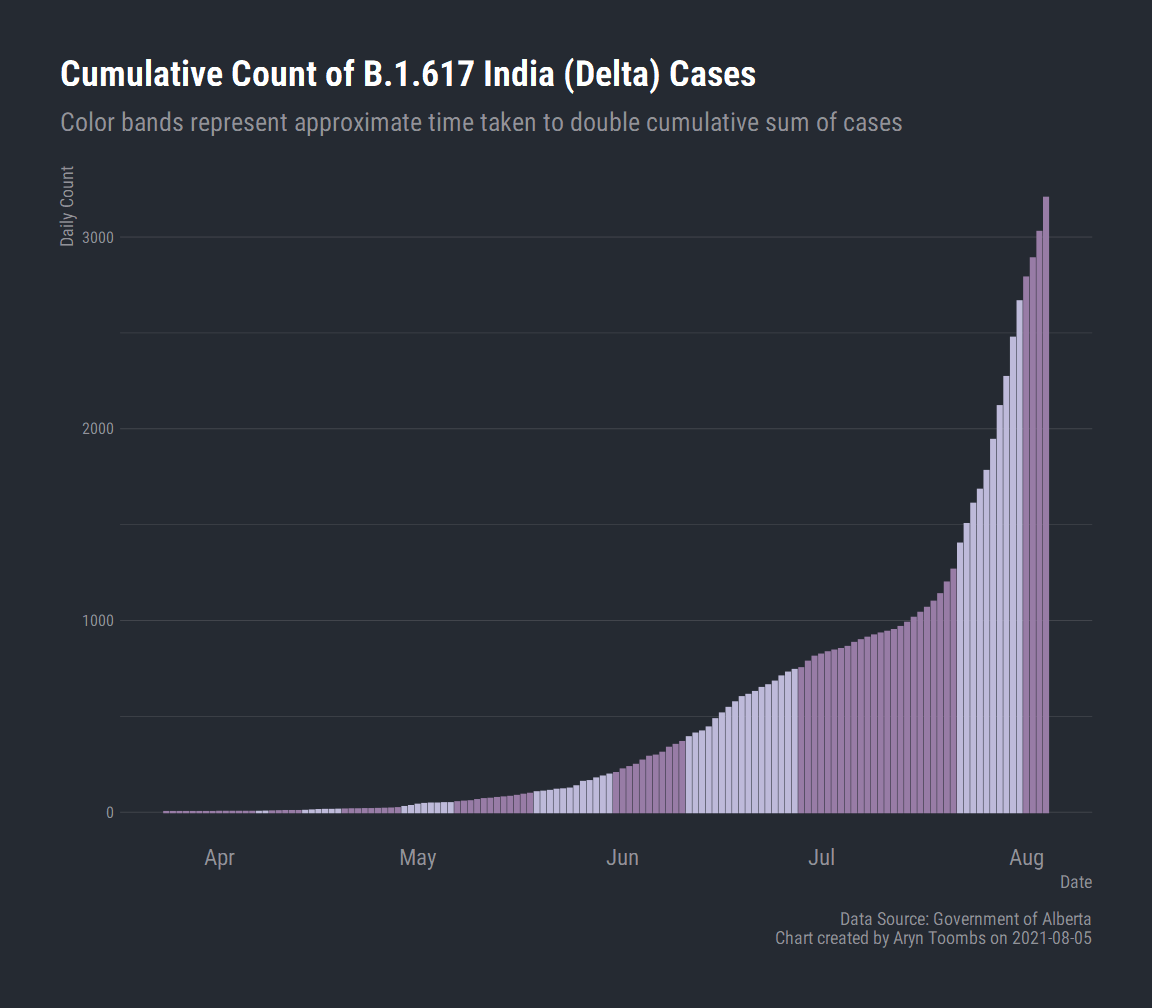 Cumulative Count of B.1.617 India (Delta) Cases
Color bands represent approximate time taken to double cumulative sum of cases
Daily Count
3000
2000
1000
0
Apr May Jun Jul Aug
Date
Data Source: Government of Alberta
Chart created by Aryn Toombs on 2021-08-05